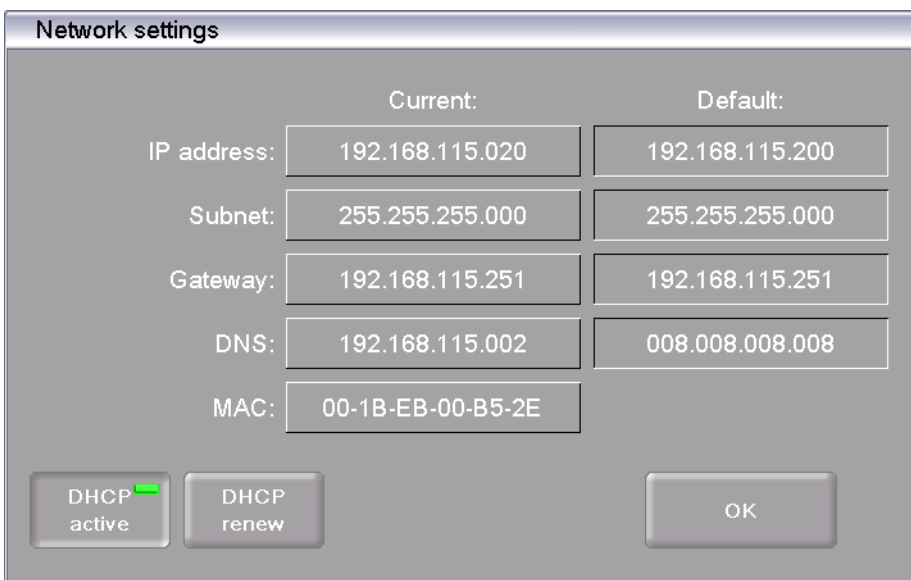 Network settings
Current: Default:
IP address: 192.168.115.020 192.168.115.200
Subnet: 255.255.255.000 255.255.255.000
Gateway: 192.168.115.251 192.168.115.251
DNS: 192.168.115.002 008.008.008.008
MAC: 00-1B-EB-00-B5-2E
DHCP active
DHCP renew
OK